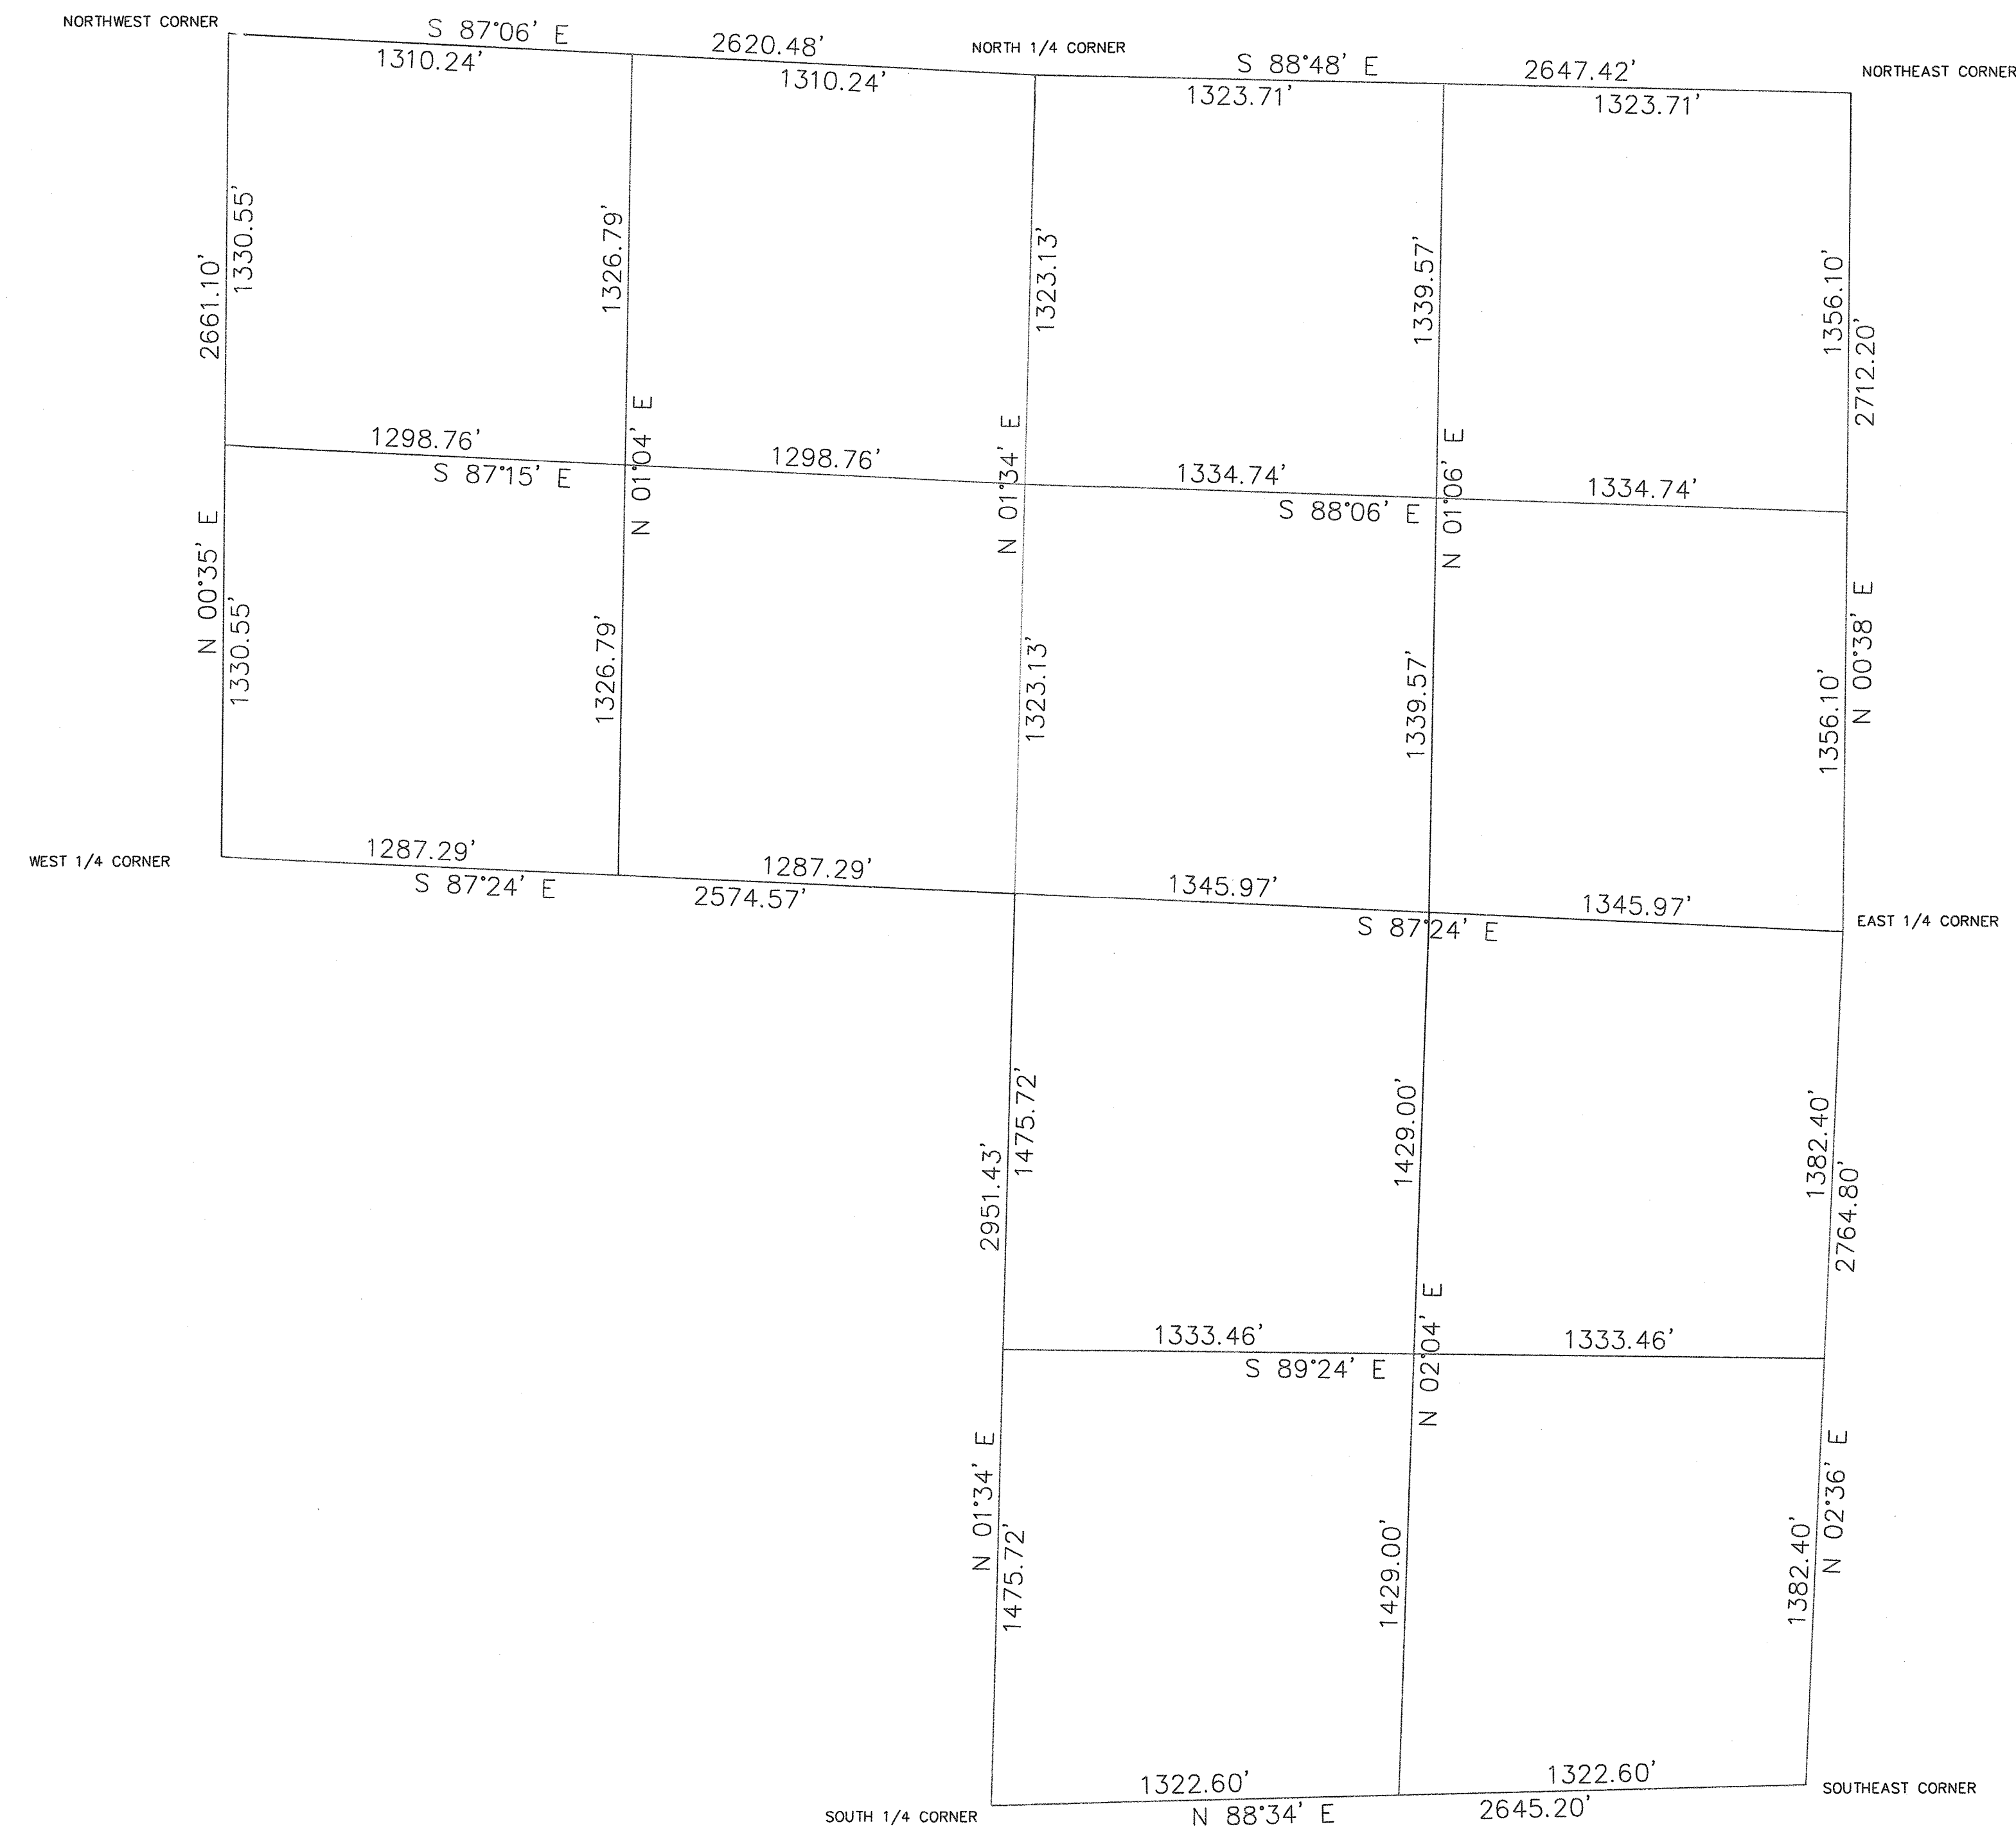 NORTHWEST CORNER
S 87°06' E
2620.48'
NORTH 1/4 CORNER
S 88°48' E
2647.42'
NORTHEAST CORNER
1310.24'
1310.24'
1323.71'
1323.71'
2661.10'
1330.55'
1326.79'
1323.13'
1339.57'
1356.10'
2712.20'
1298.76'
S 87°15' E
N 01°04' E
1298.76'
N 01°34' E
1334.74'
S 88°06' E
N 01°06' E
1334.74'
N 00°35' E
1330.55'
1326.79'
1323.13'
1339.57'
1356.10'
N 00°38' E
WEST 1/4 CORNER
1287.29'
S 87°24' E
1287.29'
2574.57'
1345.97'
S 87°24' E
1345.97'
EAST 1/4 CORNER
2951.43'
1475.72'
1429.00'
1382.40'
2764.80'
1333.46'
S 89°24' E
N 02°04' E
1333.46'
N 01°34' E
1475.72'
1429.00'
1382.40'
N 02°36' E
SOUTH 1/4 CORNER
1322.60'
N 88°34' E
1322.60'
2645.20'
SOUTHEAST CORNER